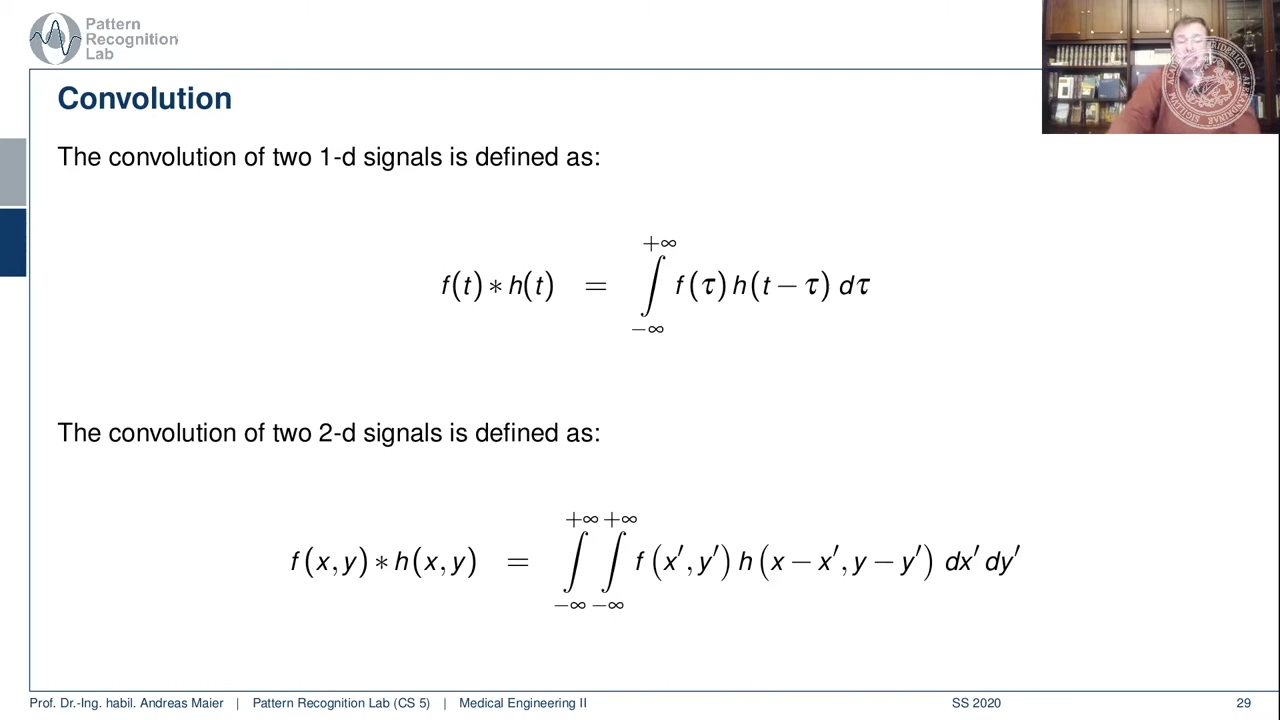 Pattern
Recognition
Lab
Convolution
The convolution of two 1-d signals is defined as:
f(t) ∗ h(t) = ∫_{−∞}^{+∞} f(τ) h(t − τ) dτ
The convolution of two 2-d signals is defined as:
f(x, y) ∗ h(x, y) = ∫_{−∞}^{+∞} ∫_{−∞}^{+∞} f(x′, y′) h(x − x′, y − y′) dx′ dy′
Prof. Dr.-Ing. habil. Andreas Maier | Pattern Recognition Lab (CS 5) | Medical Engineering II SS 2020 29